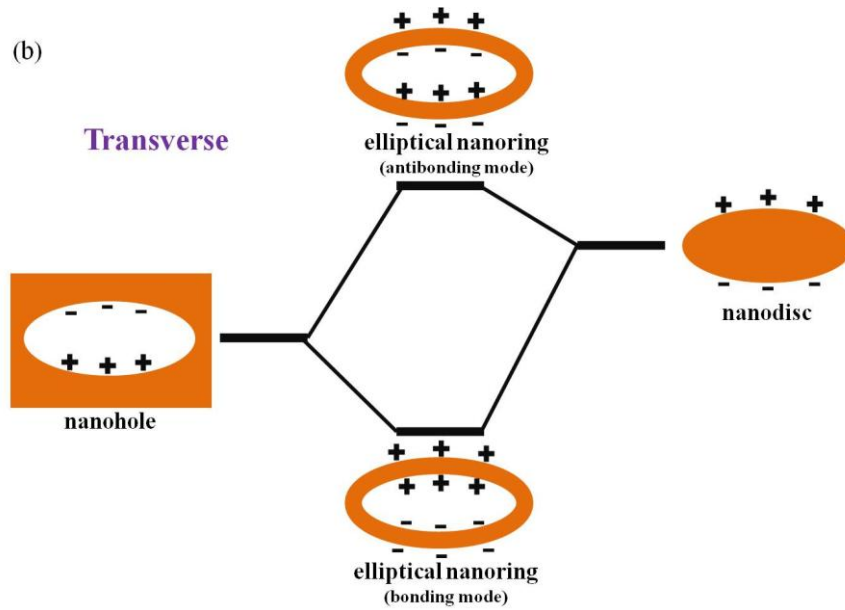 (b)
+ + +
- - -
+ + +
- - -
Transverse
elliptical nanoring
(antibonding mode)
+ + +
- - -
nanodisc
- - -
+ + +
nanohole
+ + +
+ + +
- - -
- - -
elliptical nanoring
(bonding mode)